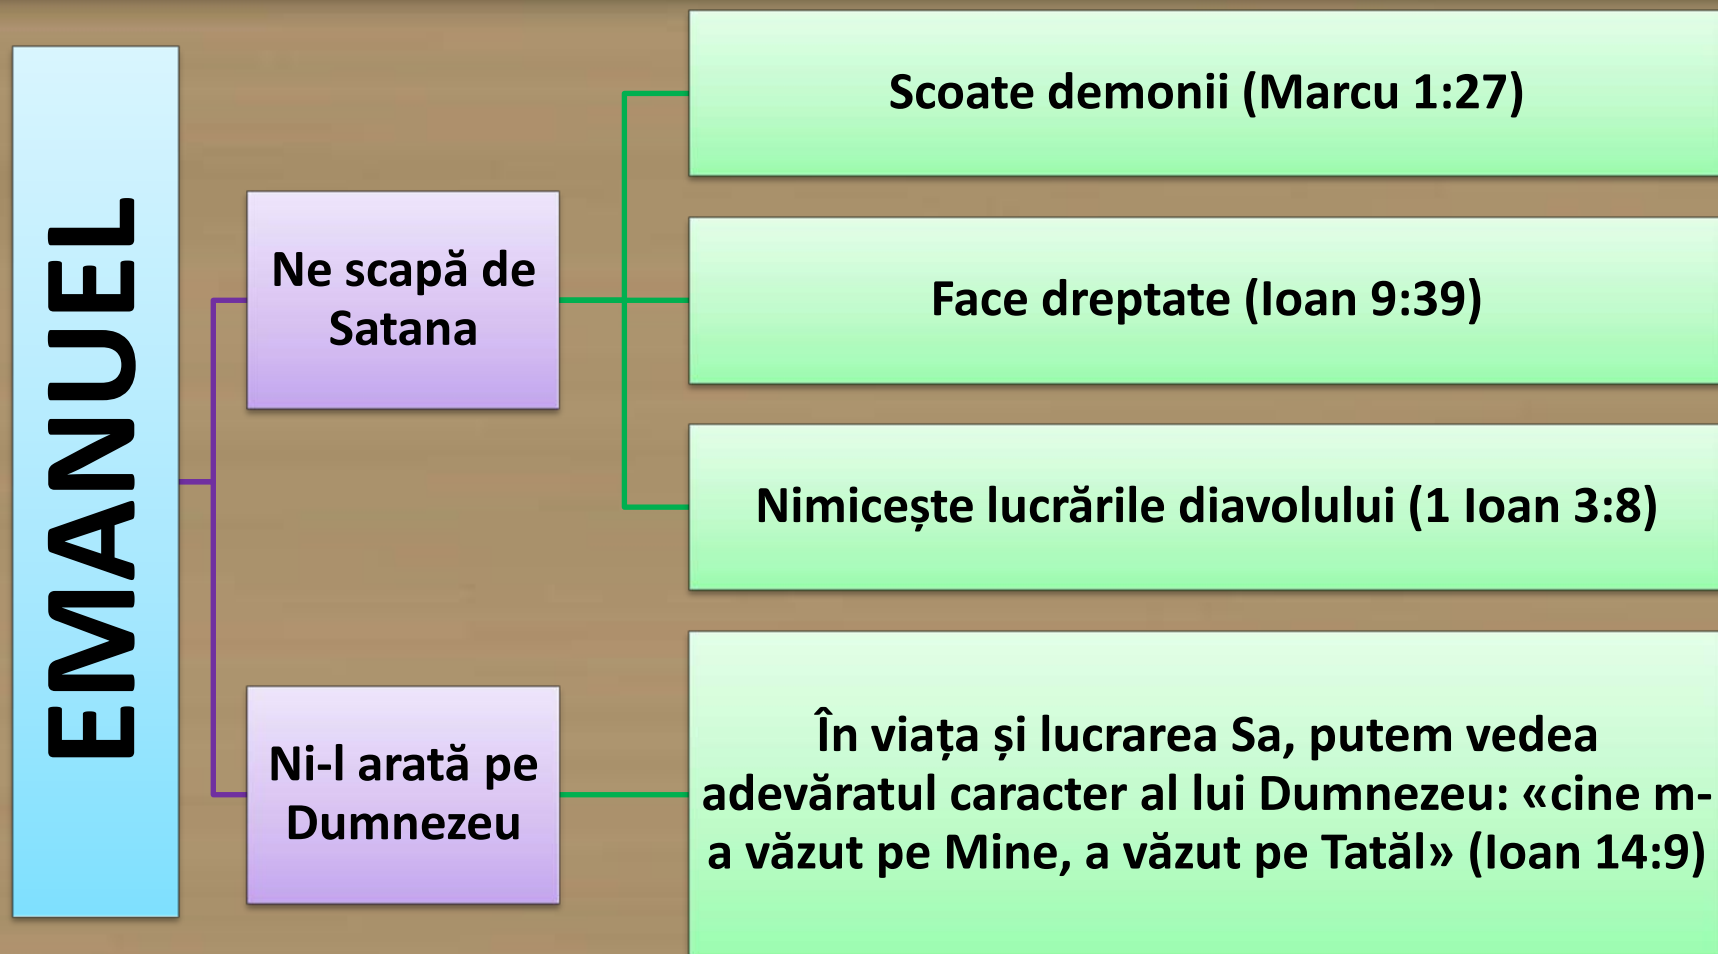 EMANUEL
Ne scapă de
Satana
Scoate demonii (Marcu 1:27)
Face dreptate (Ioan 9:39)
Nimicește lucrările diavolului (1 Ioan 3:8)
Ni-l arată pe
Dumnezeu
În viața și lucrarea Sa, putem vedea
adevăratul caracter al lui Dumnezeu: «cine m-
a văzut pe Mine, a văzut pe Tatăl» (Ioan 14:9)